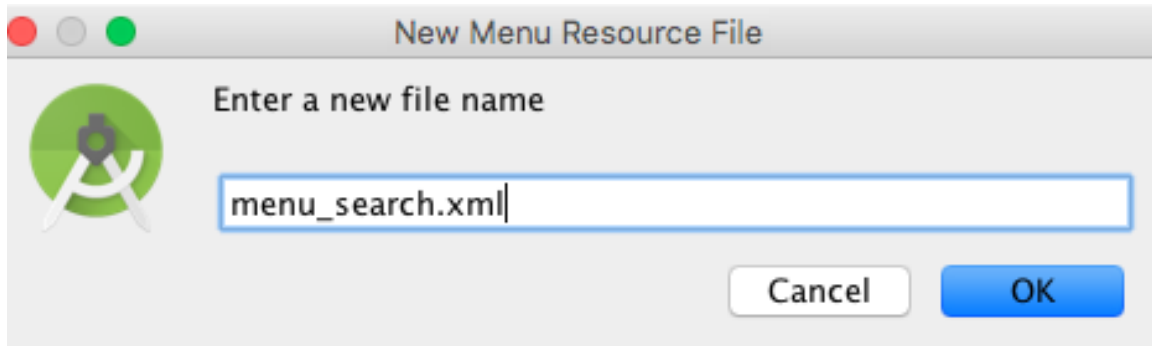 New Menu Resource File
Enter a new file name
menu_search.xml
Cancel OK